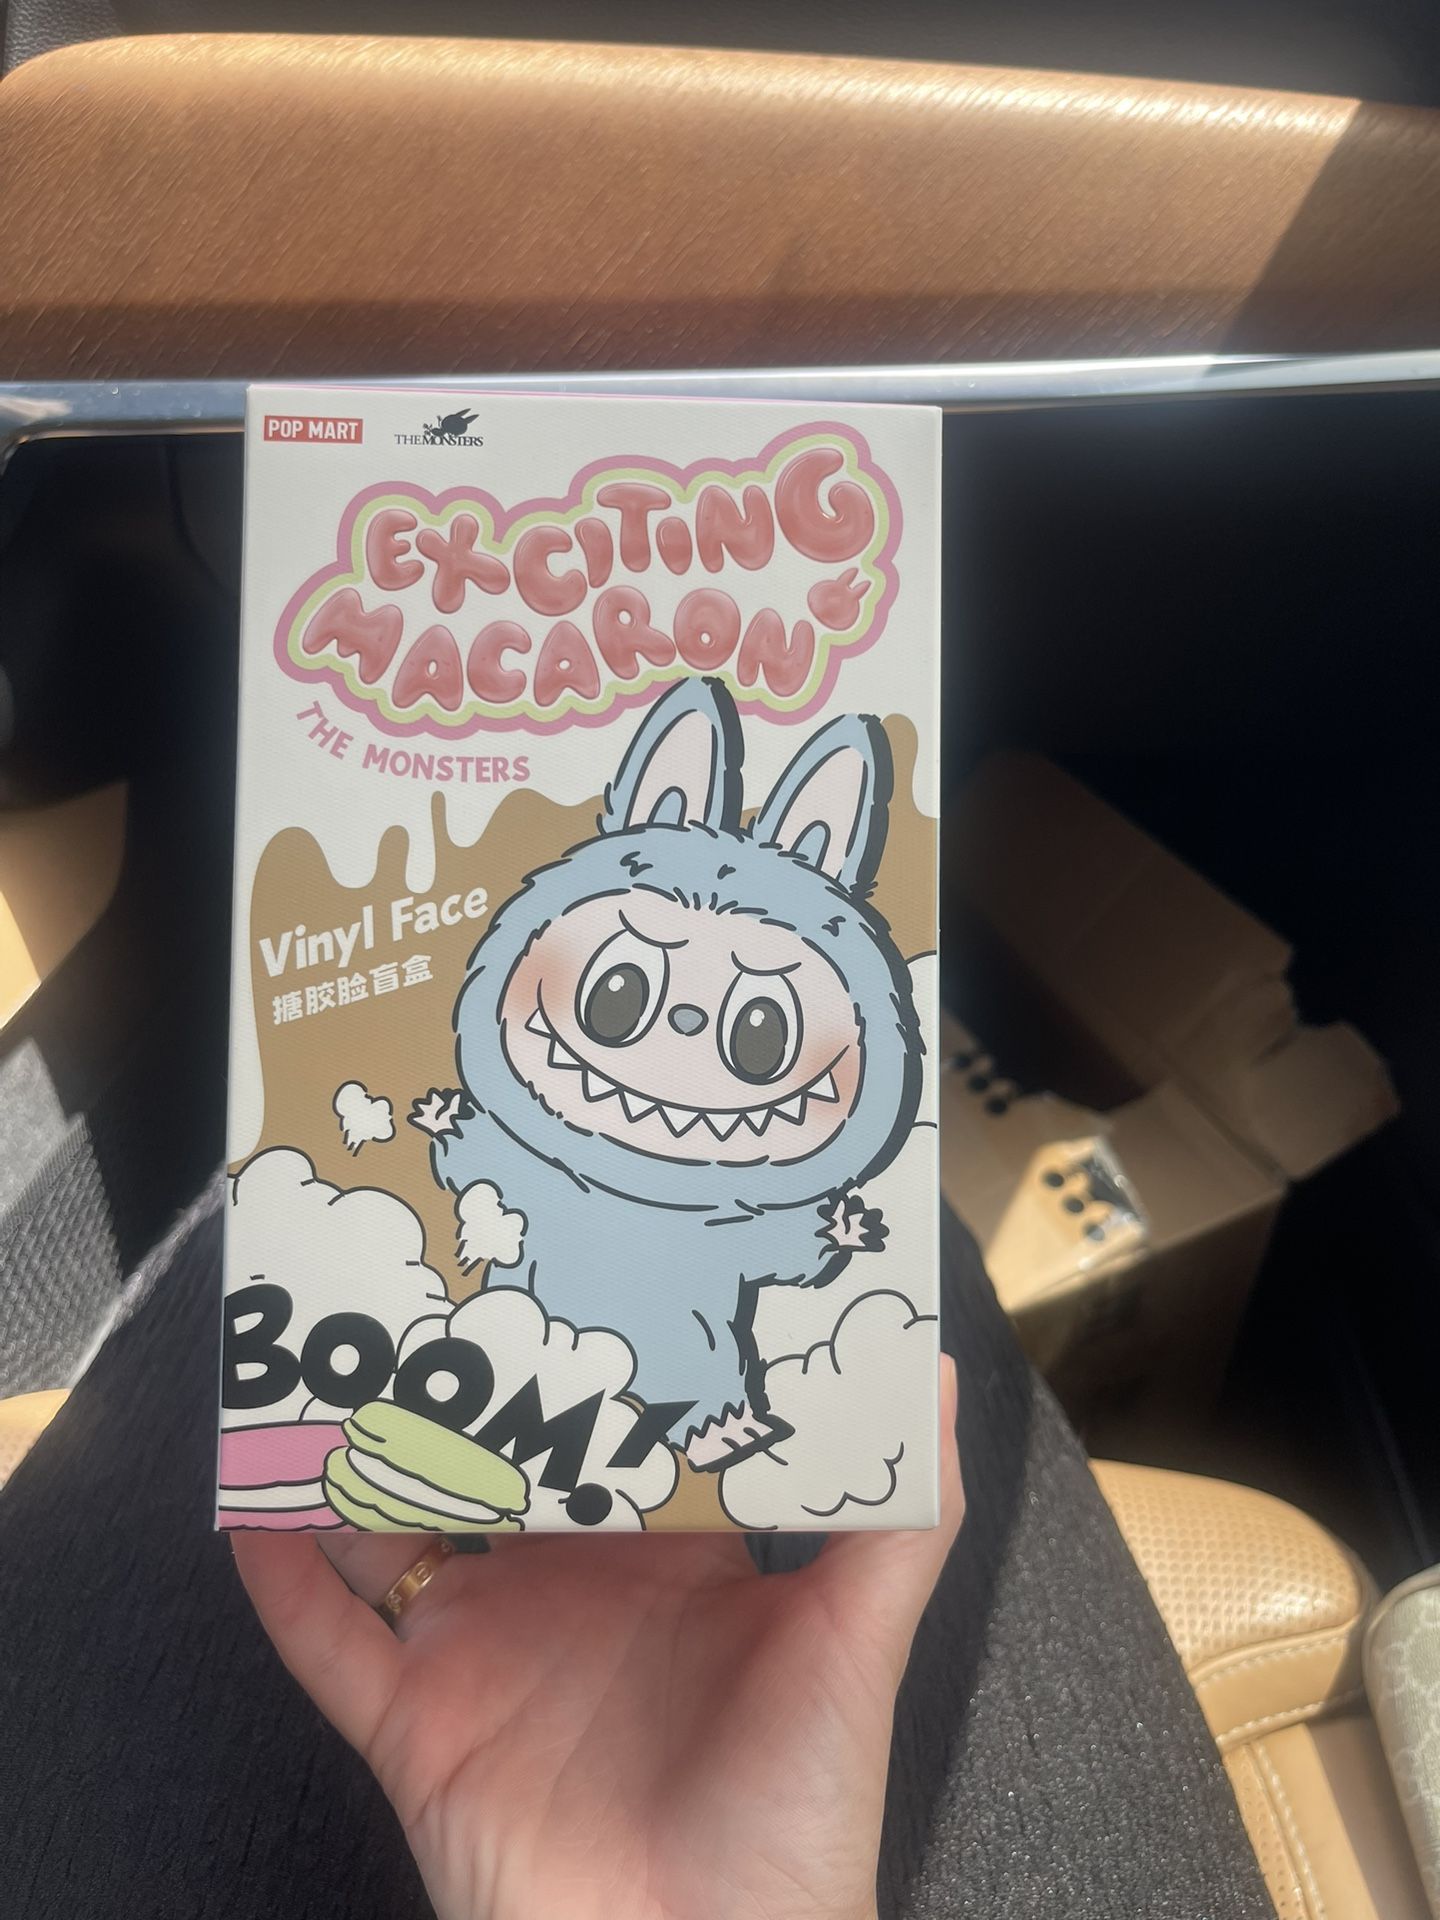 POP MART
THE MONSTERS
EXCITING
MACARON
THE MONSTERS
Vinyl Face
搪胶脸盲盒
BOOM!